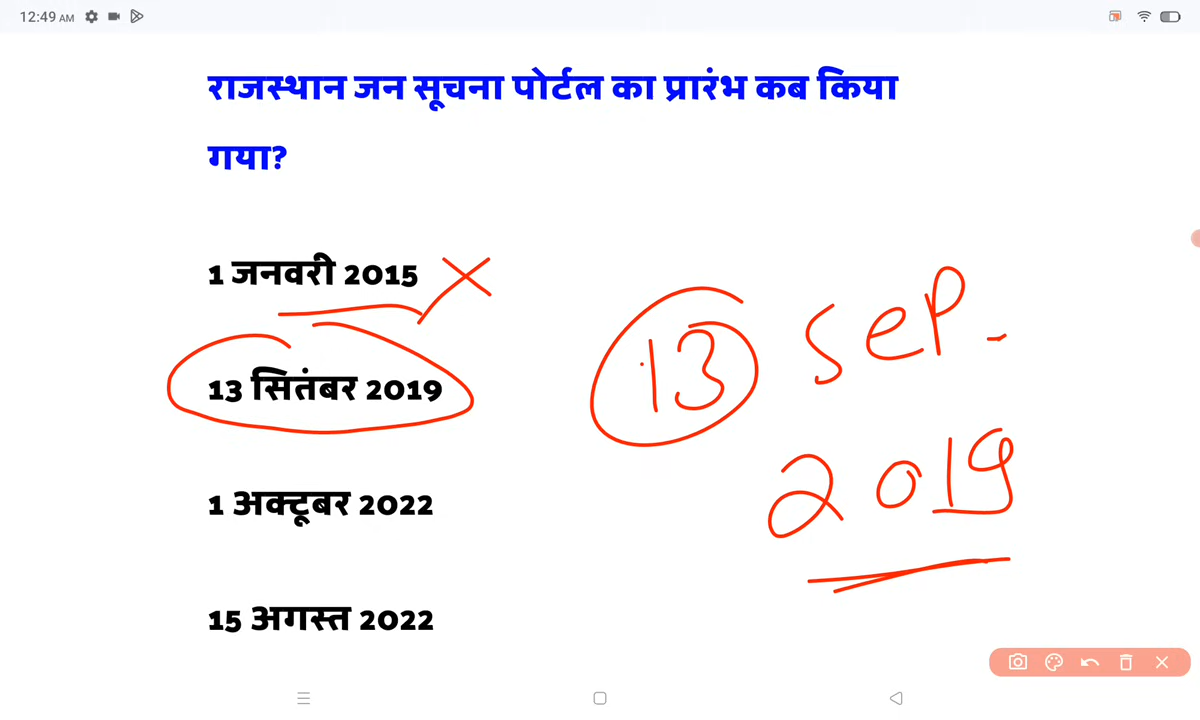 12:49 AM
राजस्थान जन सूचना पोर्टल का प्रारंभ कब किया
गया?
1 जनवरी 2015
13 सितंबर 2019
1 अक्टूबर 2022
15 अगस्त 2022
13 Sep.
2019